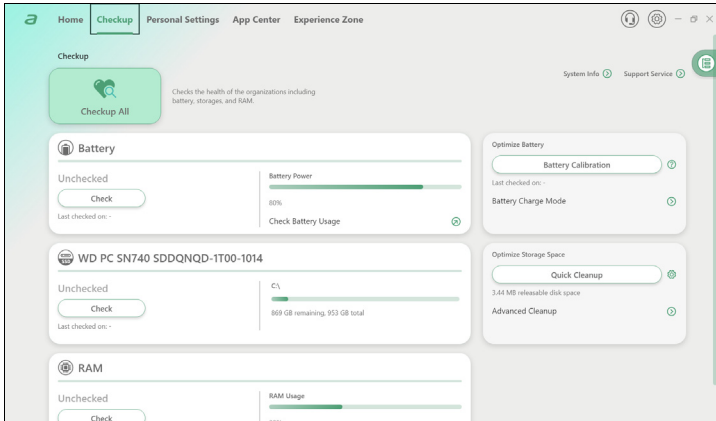 a
Home Checkup Personal Settings App Center Experience Zone
Checkup
Checkup All
Checks the health of the organizations including
battery, storages, and RAM.
System Info Support Service
Battery
Unchecked
Check
Last checked on: -
Battery Power
80%
Check Battery Usage
Optimize Battery
Battery Calibration
Last checked on: -
Battery Charge Mode
WD PC SN740 SDDQNQD-1T00-1014
Unchecked
Check
Last checked on: -
C:\
869 GB remaining, 953 GB total
Optimize Storage Space
Quick Cleanup
3.44 MB releasable disk space
Advanced Cleanup
RAM
Unchecked
Check
RAM Usage